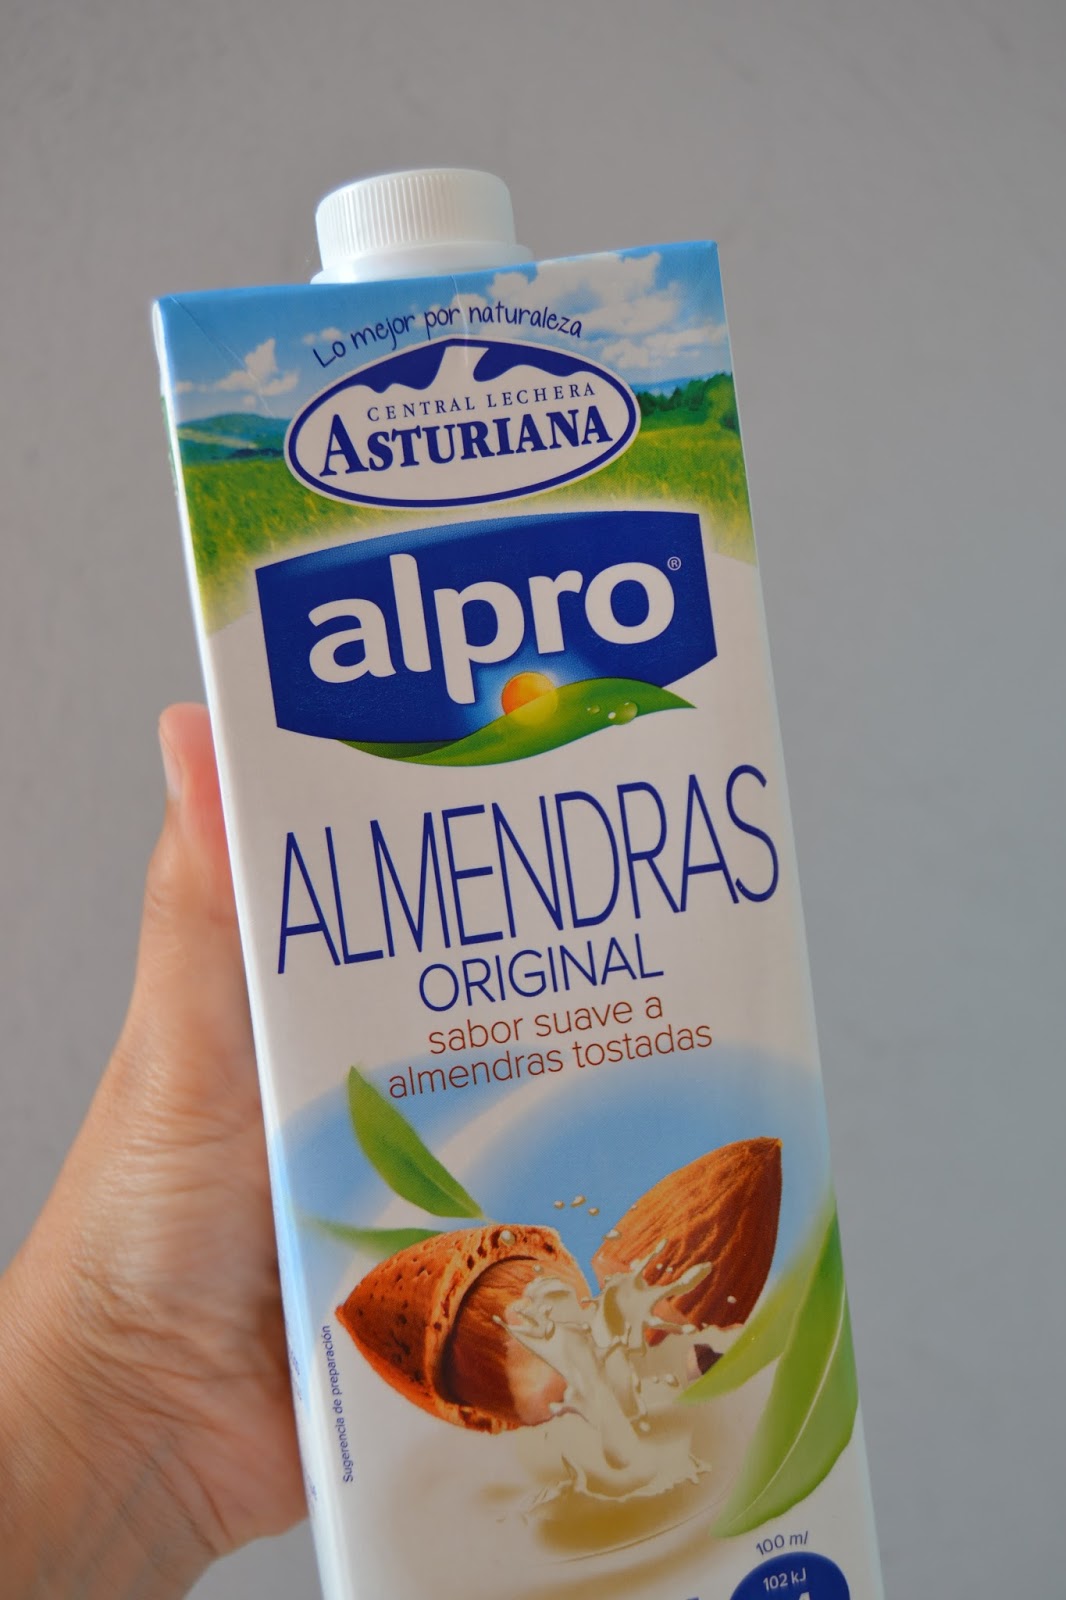 Lo mejor por naturaleza
CENTRAL LECHERA
ASTURIANA
alpro®
ALMENDRAS
ORIGINAL
sabor suave a
almendras tostadas
Sugerencia de preparación
100 ml
102 kJ